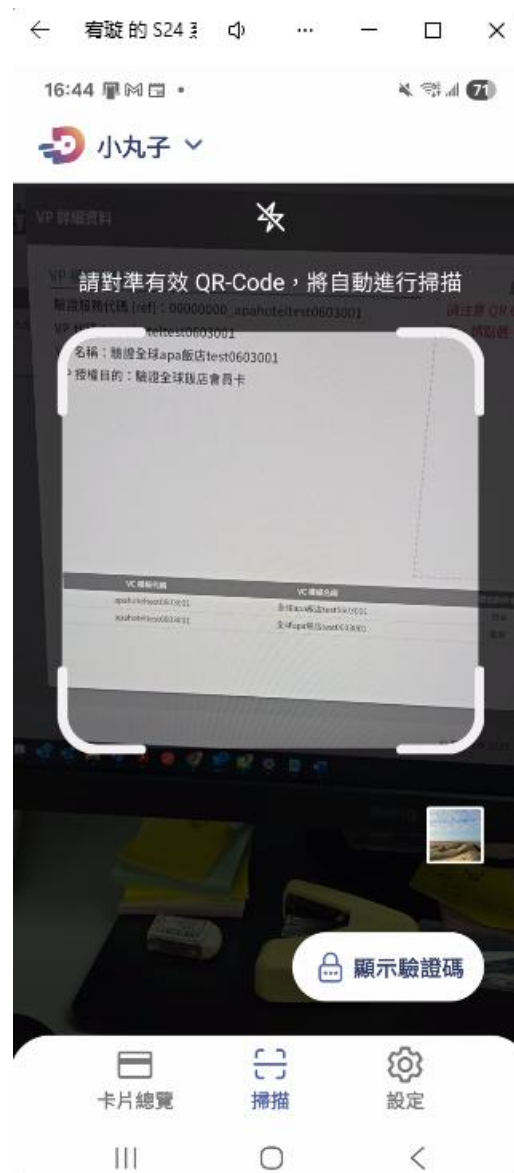 宥璇 的 S24
16:44
71
小丸子
VP 詳細資料
請對準有效 QR-Code，將自動進行掃描
驗證服務代碼 (ref)：00000000_apahoteltest0603001
名稱：驗證全球apa飯店test0603001
授權目的：驗證全球飯店會員卡
VC 模板代碼 VC 模板名稱
apahoteltest0603001 全球apa飯店test0603001
apahoteltest0603001 全球apa飯店test0603001
顯示驗證碼
卡片總覽 掃描 設定